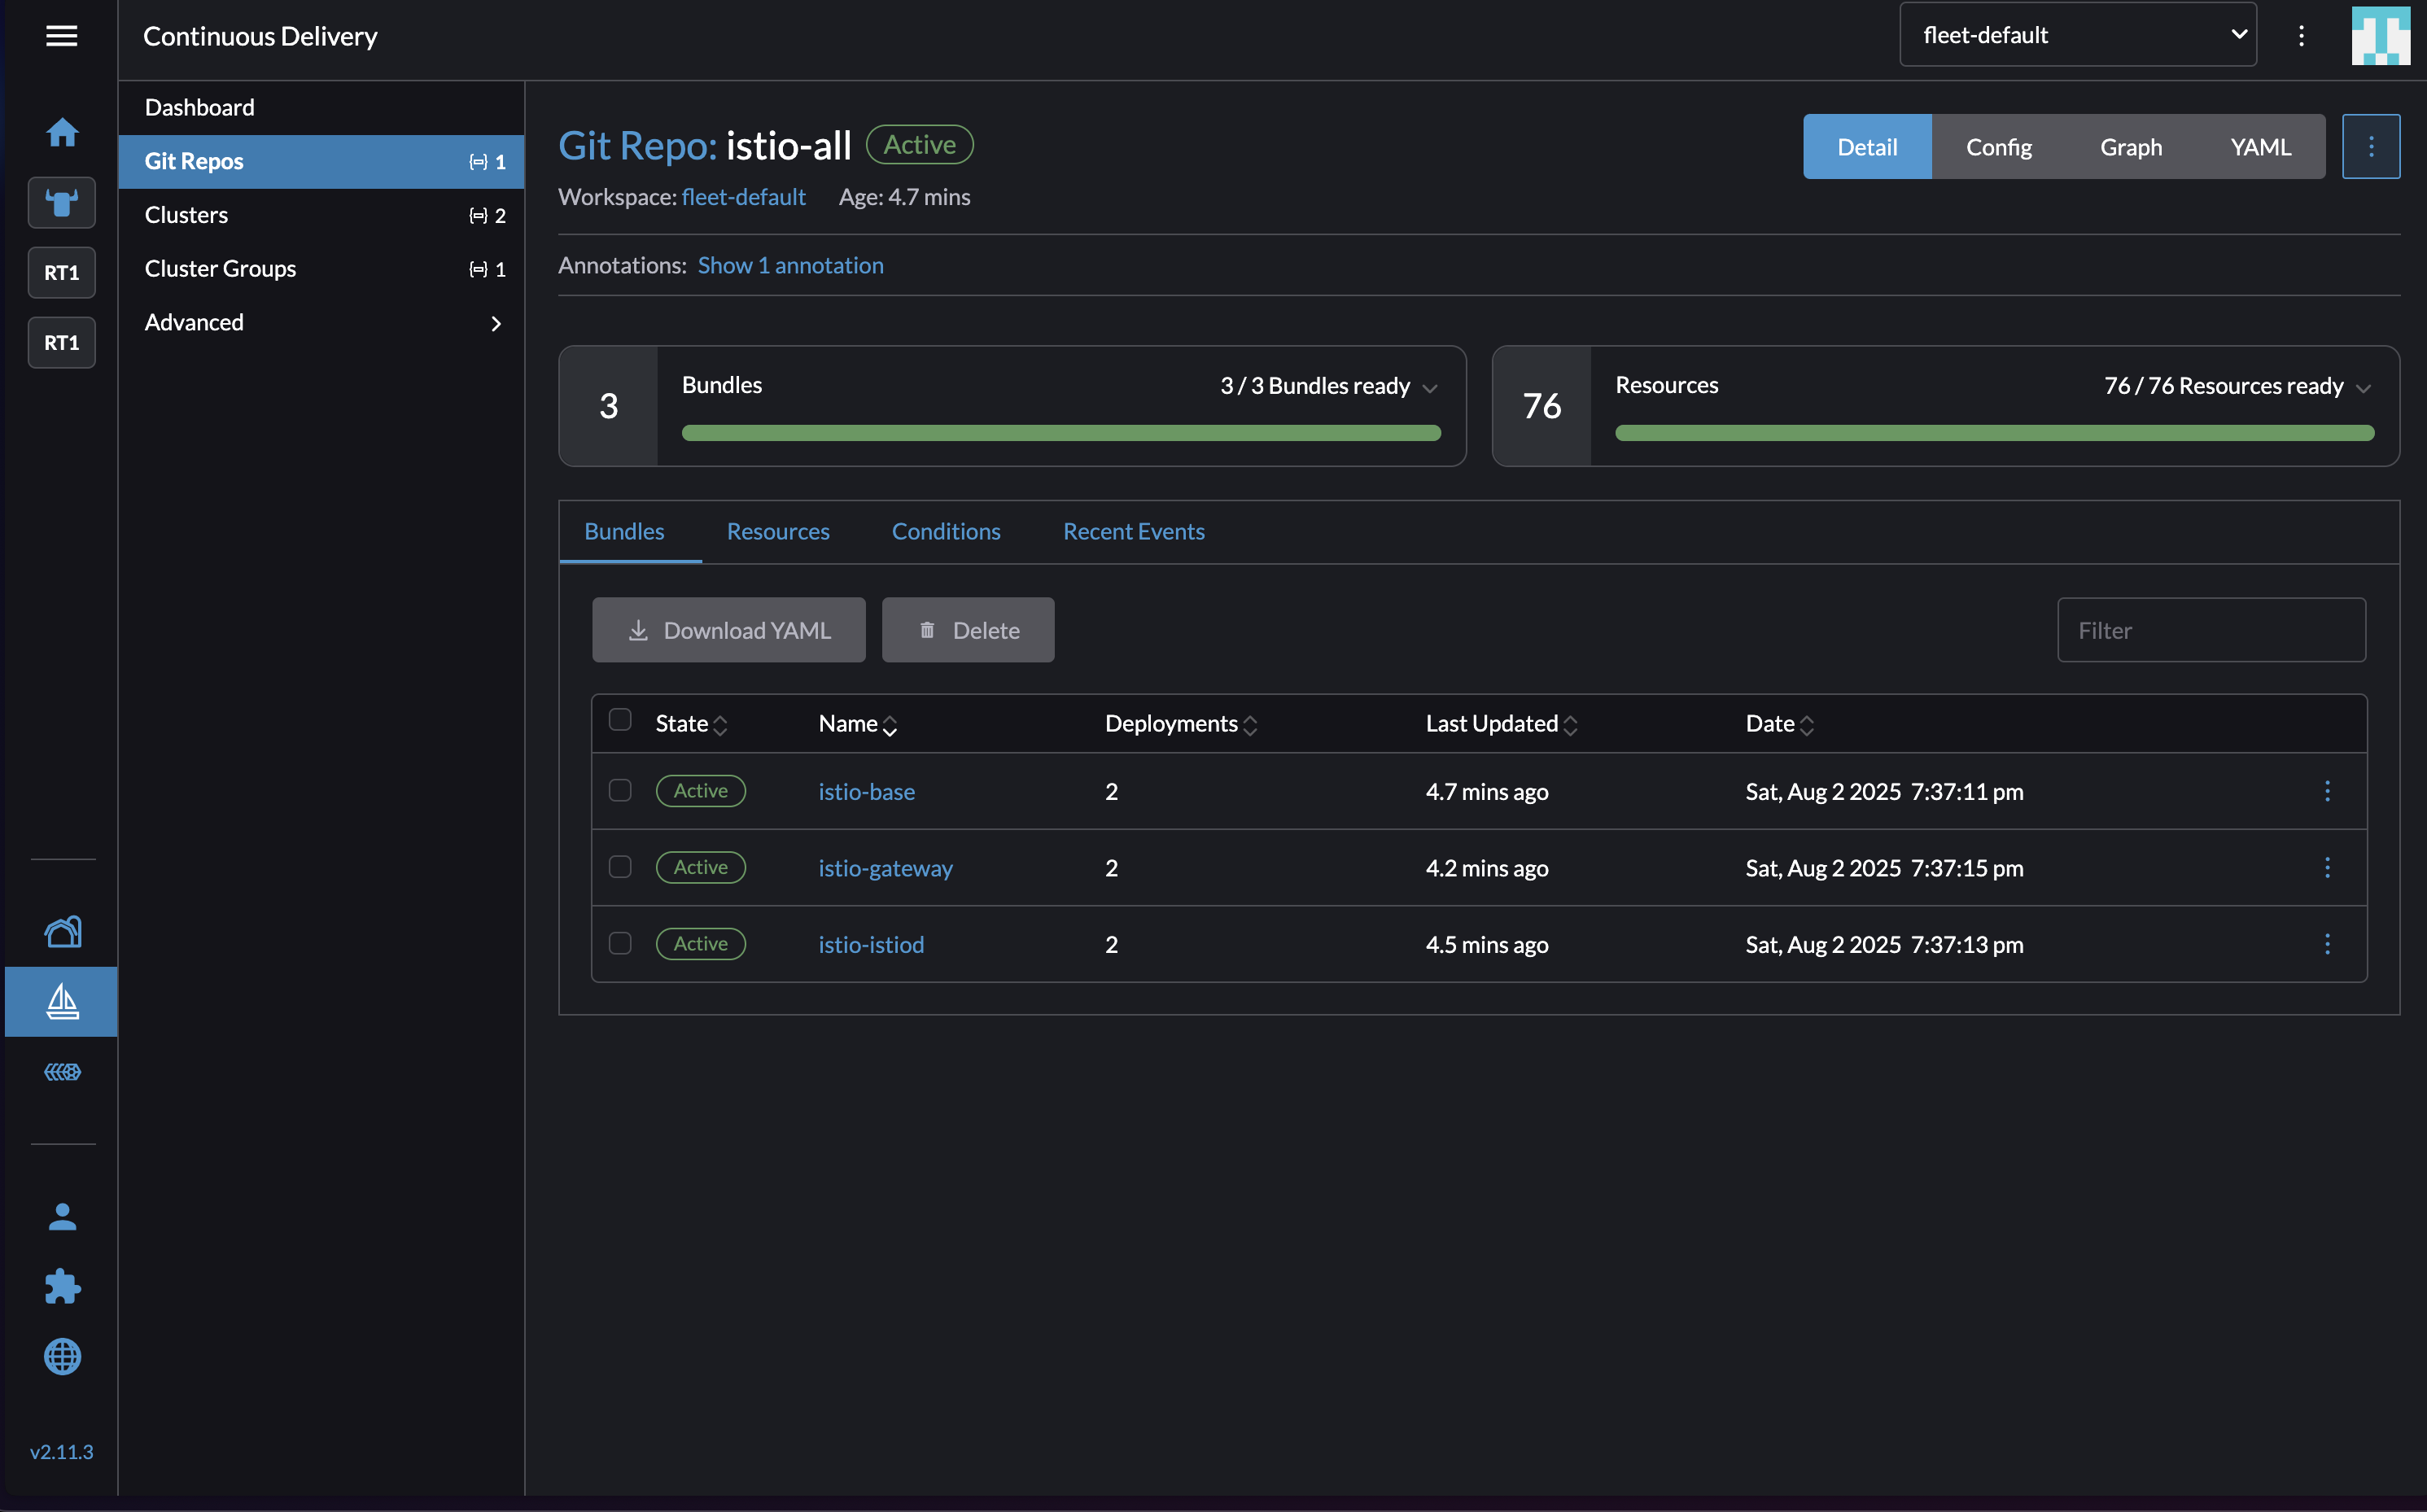 Continuous Delivery
fleet-default
RT1
RT1
v2.11.3
Dashboard
Git Repos 1
Clusters 2
Cluster Groups 1
Advanced
Git Repo: istio-all Active
Detail Config Graph YAML
Workspace: fleet-default Age: 4.7 mins
Annotations: Show 1 annotation
3 Bundles 3 / 3 Bundles ready
76 Resources 76 / 76 Resources ready
Bundles Resources Conditions Recent Events
Download YAML Delete Filter
State Name Deployments Last Updated Date
Active istio-base 2 4.7 mins ago Sat, Aug 2 2025 7:37:11 pm
Active istio-gateway 2 4.2 mins ago Sat, Aug 2 2025 7:37:15 pm
Active istio-istiod 2 4.5 mins ago Sat, Aug 2 2025 7:37:13 pm